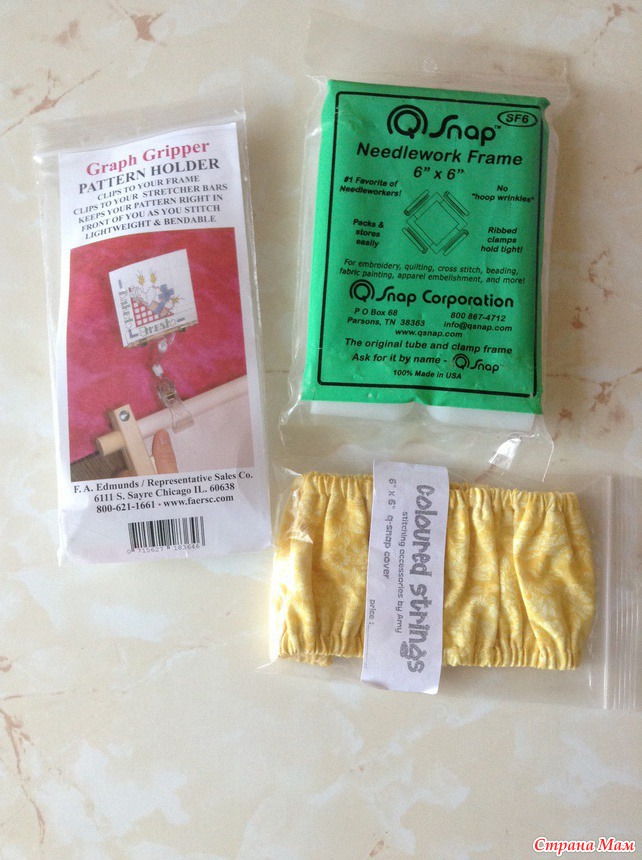 Graph Gripper
PATTERN HOLDER
CLIPS TO YOUR FRAME
CLIPS TO YOUR STRETCHER BARS
KEEPS YOUR PATTERN RIGHT IN
FRONT OF YOU AS YOU STITCH
LIGHTWEIGHT & BENDABLE
F. A. Edmunds / Representative Sales Co.
6111 S. Sayre Chicago IL. 60638
800-621-1661 - www.faersc.com
0 715627 183646
Q Snap™
SF6
Needlework Frame
6" x 6"
#1 Favorite of
Needleworkers!
No
"hoop wrinkles"
Packs &
stores
easily
Ribbed
clamps
hold tight!
For embroidery, quilting, cross stitch, beading,
fabric painting, apparel embellishment, and more!
Q Snap Corporation
P O Box 68
Parsons, TN 38363
800 867-4712
info@qsnap.com
www.qsnap.com
The original tube and clamp frame
Ask for it by name - Q Snap™
100% Made in USA
coloured strings
stitching accessories by Amy
6" x 6" q-snap cover
price :
Страна Мам